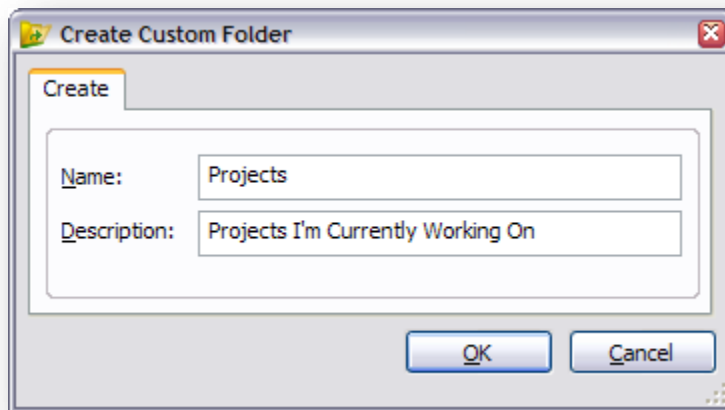 Create Custom Folder
Create
Name: Projects
Description: Projects I'm Currently Working On
OK Cancel